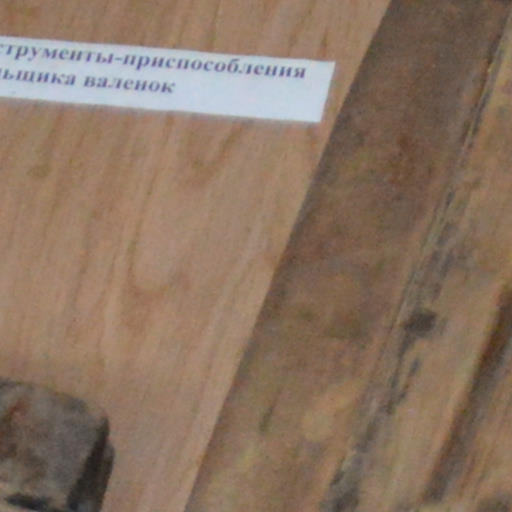 струменты-приспособления
льщика валенок